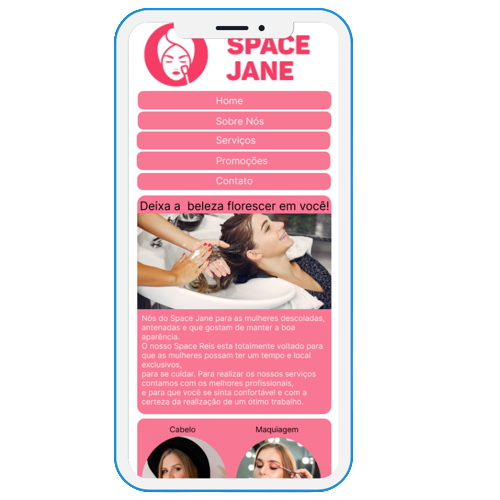 SPACE
JANE
Home
Sobre Nós
Serviços
Promoções
Contato
Deixa a beleza florescer em você!
Nós do Space Jane para as mulheres descoladas,
antenadas e que gostam de manter a boa
aparência.
O nosso Space Reis esta totalmente voltado para
que as mulheres possam ter um tempo e local
exclusivos,
para se cuidar. Para realizar os nossos serviços
contamos com os melhores profissionais,
e para que você se sinta confortável e com a
certeza da realização de um ótimo trabalho.
Cabelo
Maquiagem